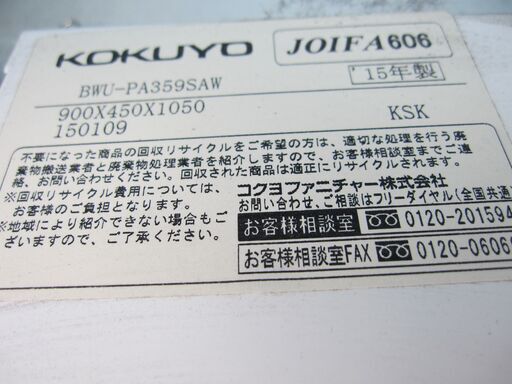 KOKUYO JOIFA606
BWU-PA359SAW '15年製
900X450X1050
150109 KSK
不要になった商品の回収リサイクルをご希望の方は、適切な処理を行う廃
棄物搬送業者と廃棄物処理業者を紹介しますので、お客様相談室までご連
絡、お問い合わせください。回収された商品は適正にリサイクルされます。
※回収リサイクル費用については、
お客様のご負担となります。
※地域により紹介できない場合もご
ざいますので、ご了承ください。
コクヨファニチャー株式会社
お問い合わせ、ご相談はフリーダイヤル(全国共通)
お客様相談室 0120-201594
お客様相談室FAX 0120-0606